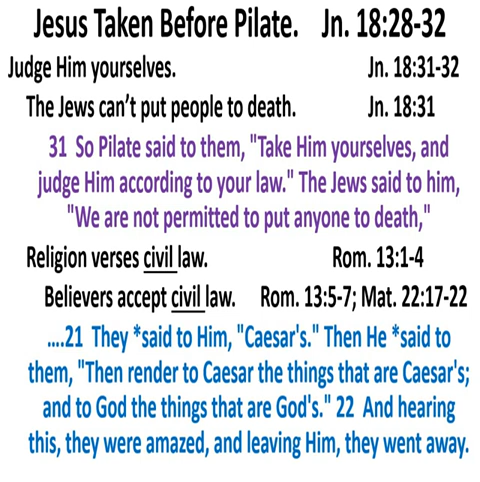 Jesus Taken Before Pilate. Jn. 18:28-32
Judge Him yourselves. Jn. 18:31-32
The Jews can't put people to death. Jn. 18:31
31 So Pilate said to them, "Take Him yourselves, and
judge Him according to your law." The Jews said to him,
"We are not permitted to put anyone to death,"
Religion verses civil law. Rom. 13:1-4
Believers accept civil law. Rom. 13:5-7; Mat. 22:17-22
....21 They *said to Him, "Caesar's." Then He *said to
them, "Then render to Caesar the things that are Caesar's;
and to God the things that are God's." 22 And hearing
this, they were amazed, and leaving Him, they went away.